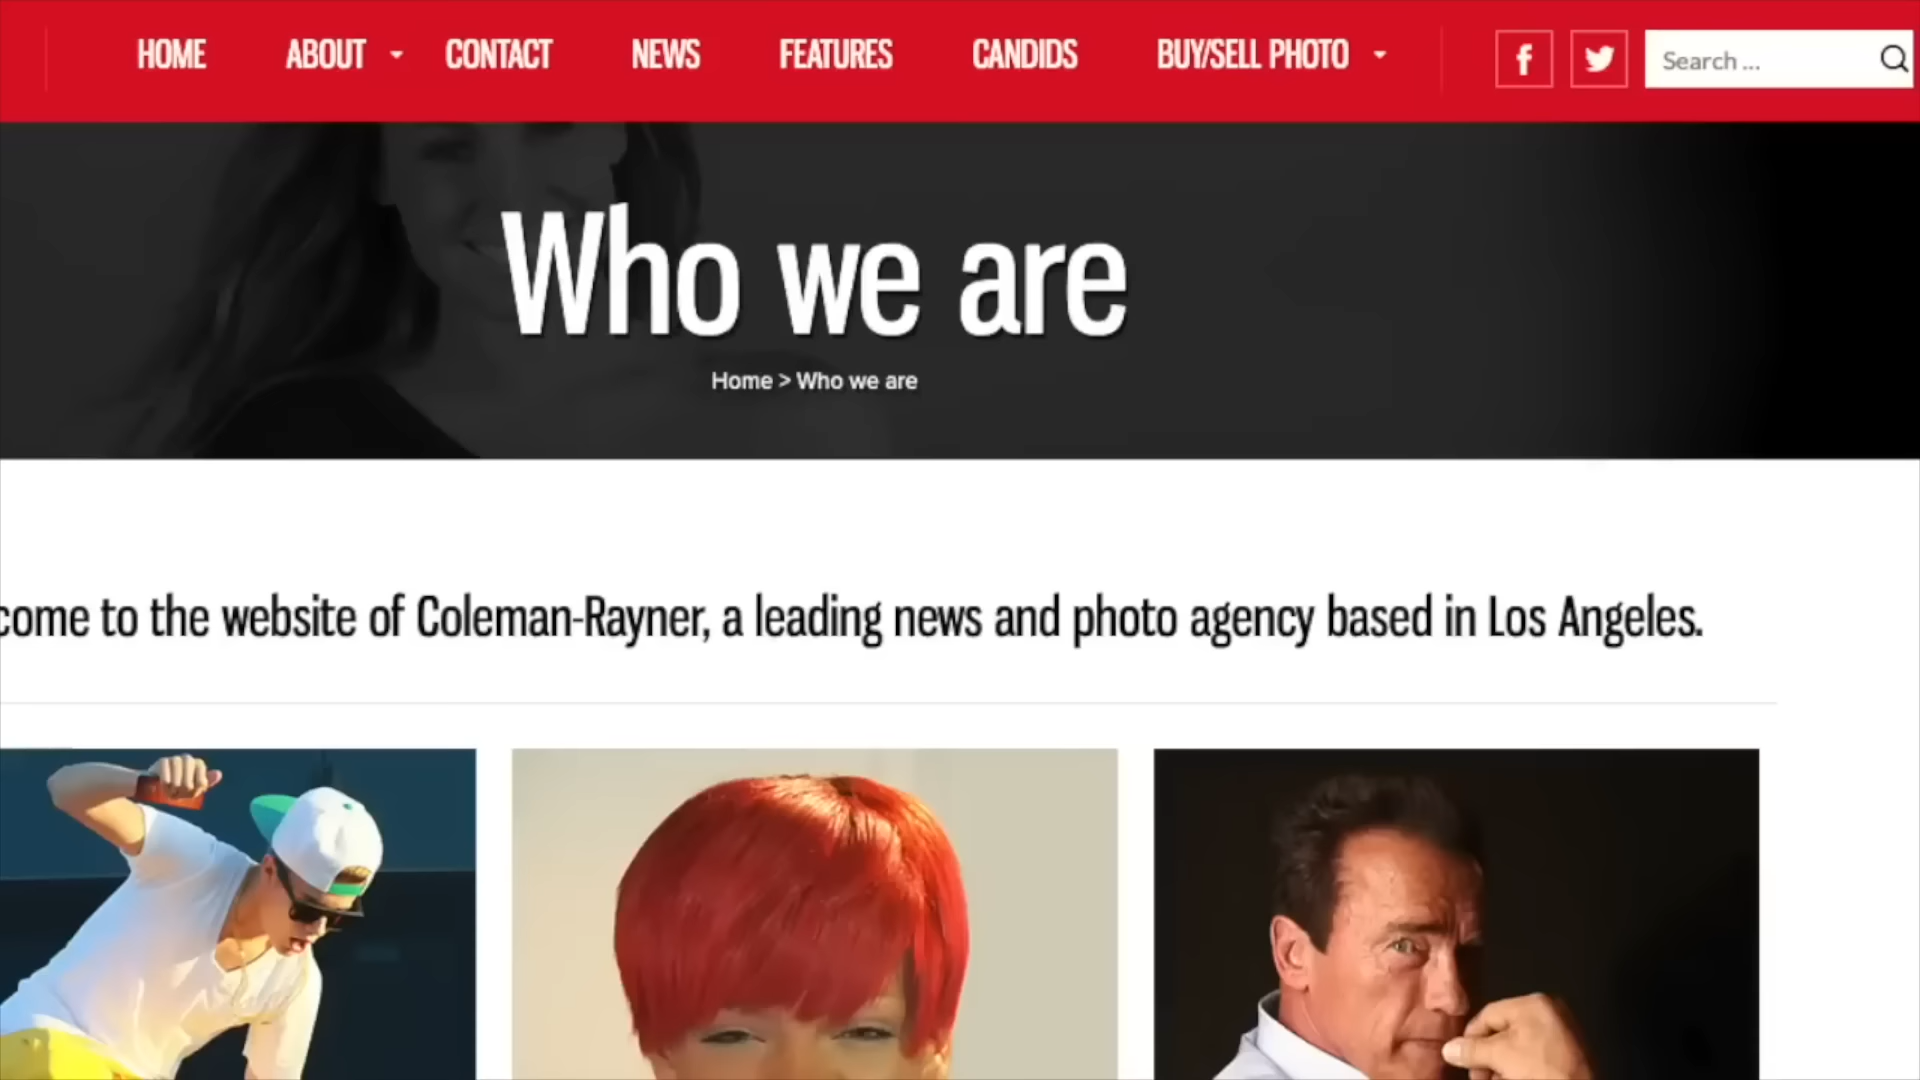 HOME ABOUT CONTACT NEWS FEATURES CANDIDS BUY/SELL PHOTO f Search ...
Who we are
Home > Who we are
come to the website of Coleman-Rayner, a leading news and photo agency based in Los Angeles.